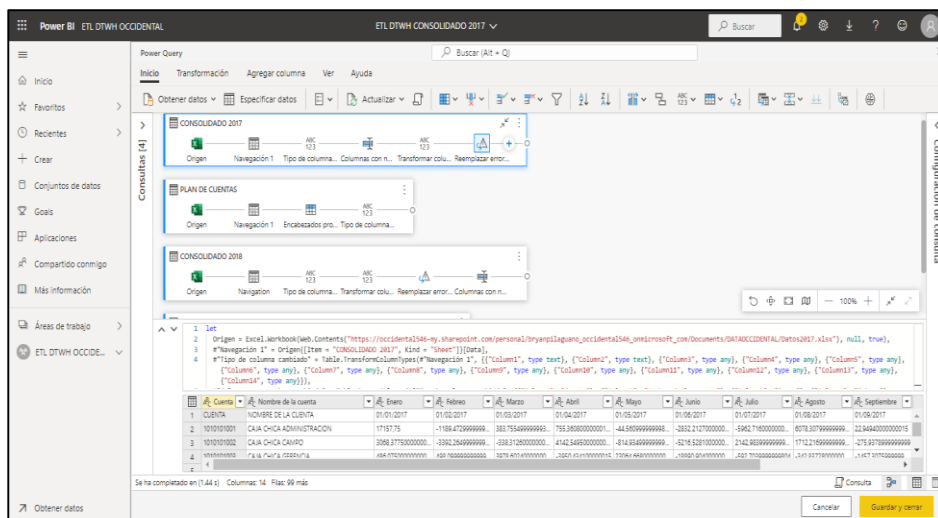 Power BI ETL DTWH OCCIDENTAL
ETL DTWH CONSOLIDADO 2017
Buscar
2
Power Query
Buscar (Alt + Q)
Inicio
Transformación
Agregar columna
Ver
Ayuda
Obtener datos
Especificar datos
Actualizar
Inicio
Favoritos
Recientes
Crear
Conjuntos de datos
Goals
Aplicaciones
Compartido conmigo
Más información
Áreas de trabajo
ETL DTWH OCCIDE...
Obtener datos
Consultas [4]
CONSOLIDADO 2017
Origen Navegación 1 Tipo de columna... Columnas con n... Transformar colu... Reemplazar error...
PLAN DE CUENTAS
Origen Navegación 1 Encabezados pro... Tipo de columna...
CONSOLIDADO 2018
Origen Navigation Tipo de columna... Transformar colu... Reemplazar error... Columnas con n...
Configuración de consulta
100%
1 let
2 Origen = Excel.Workbook(Web.Contents("https://occidental546-my.sharepoint.com/personal/bryanpilaguano_occidental546_onmicrosoft_com/Documents/DATAOCCIDENTAL/Datos2017.xlsx"), null, true),
3 #"Navegación 1" = Origen{[Item = "CONSOLIDADO 2017", Kind = "Sheet"]}[Data],
4 #"Tipo de columna cambiado" = Table.TransformColumnTypes(#"Navegación 1", {{"Column1", type text}, {"Column2", type text}, {"Column3", type any}, {"Column4", type any}, {"Column5", type any},
{"Column6", type any}, {"Column7", type any}, {"Column8", type any}, {"Column9", type any}, {"Column10", type any}, {"Column11", type any}, {"Column12", type any}, {"Column13", type any},
{"Column14", type any}}),
Cuenta Nombre de la cuenta Enero Febrero Marzo Abril Mayo Junio Julio Agosto Septiembre
1 CUENTA NOMBRE DE LA CUENTA 01/01/2017 01/02/2017 01/03/2017 01/04/2017 01/05/2017 01/06/2017 01/07/2017 01/08/2017 01/09/2017
2 1010101001 CAJA CHICA ADMINISTRACION 17157,75
3 1010101002 CAJA CHICA CAMPO
4 1010101003 CAJA CHICA GERENCIA
Se ha completado en (1.44 s) Columnas: 14 Filas: 99 más
Consulta
Cancelar
Guardar y cerrar